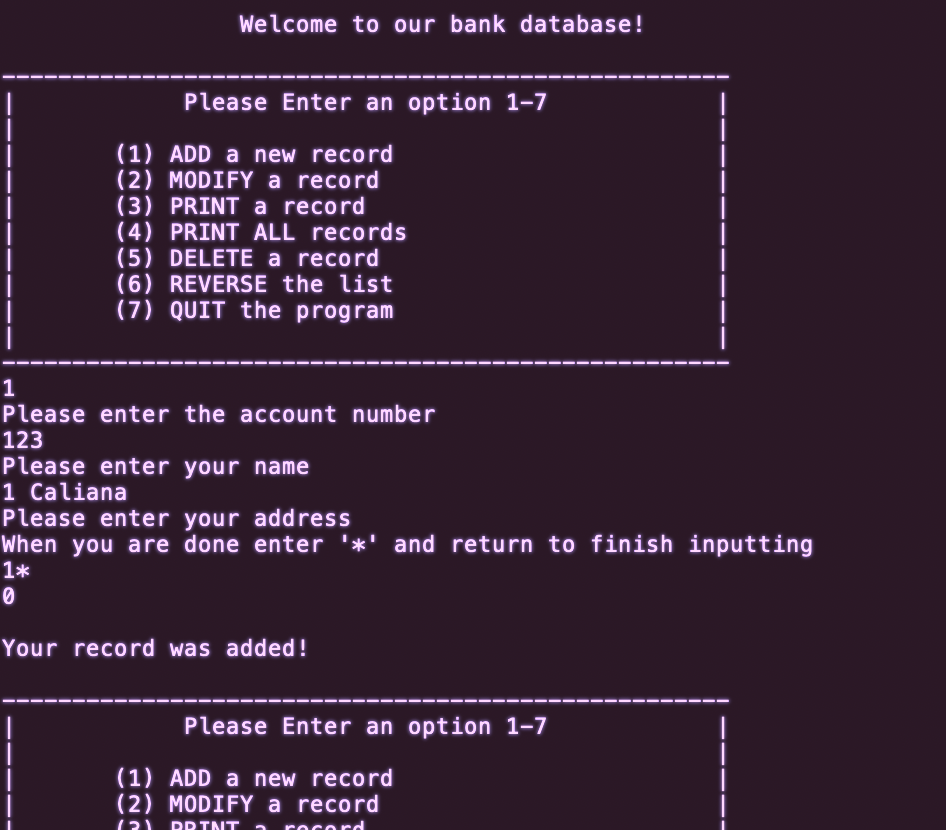 Welcome to our bank database!
----------------------------------------------------
| Please Enter an option 1-7 |
| |
| (1) ADD a new record |
| (2) MODIFY a record |
| (3) PRINT a record |
| (4) PRINT ALL records |
| (5) DELETE a record |
| (6) REVERSE the list |
| (7) QUIT the program |
| |
----------------------------------------------------
1
Please enter the account number
123
Please enter your name
1 Caliana
Please enter your address
When you are done enter '*' and return to finish inputting
1*
0
Your record was added!
----------------------------------------------------
| Please Enter an option 1-7 |
| |
| (1) ADD a new record |
| (2) MODIFY a record |
| (3) PRINT a record |